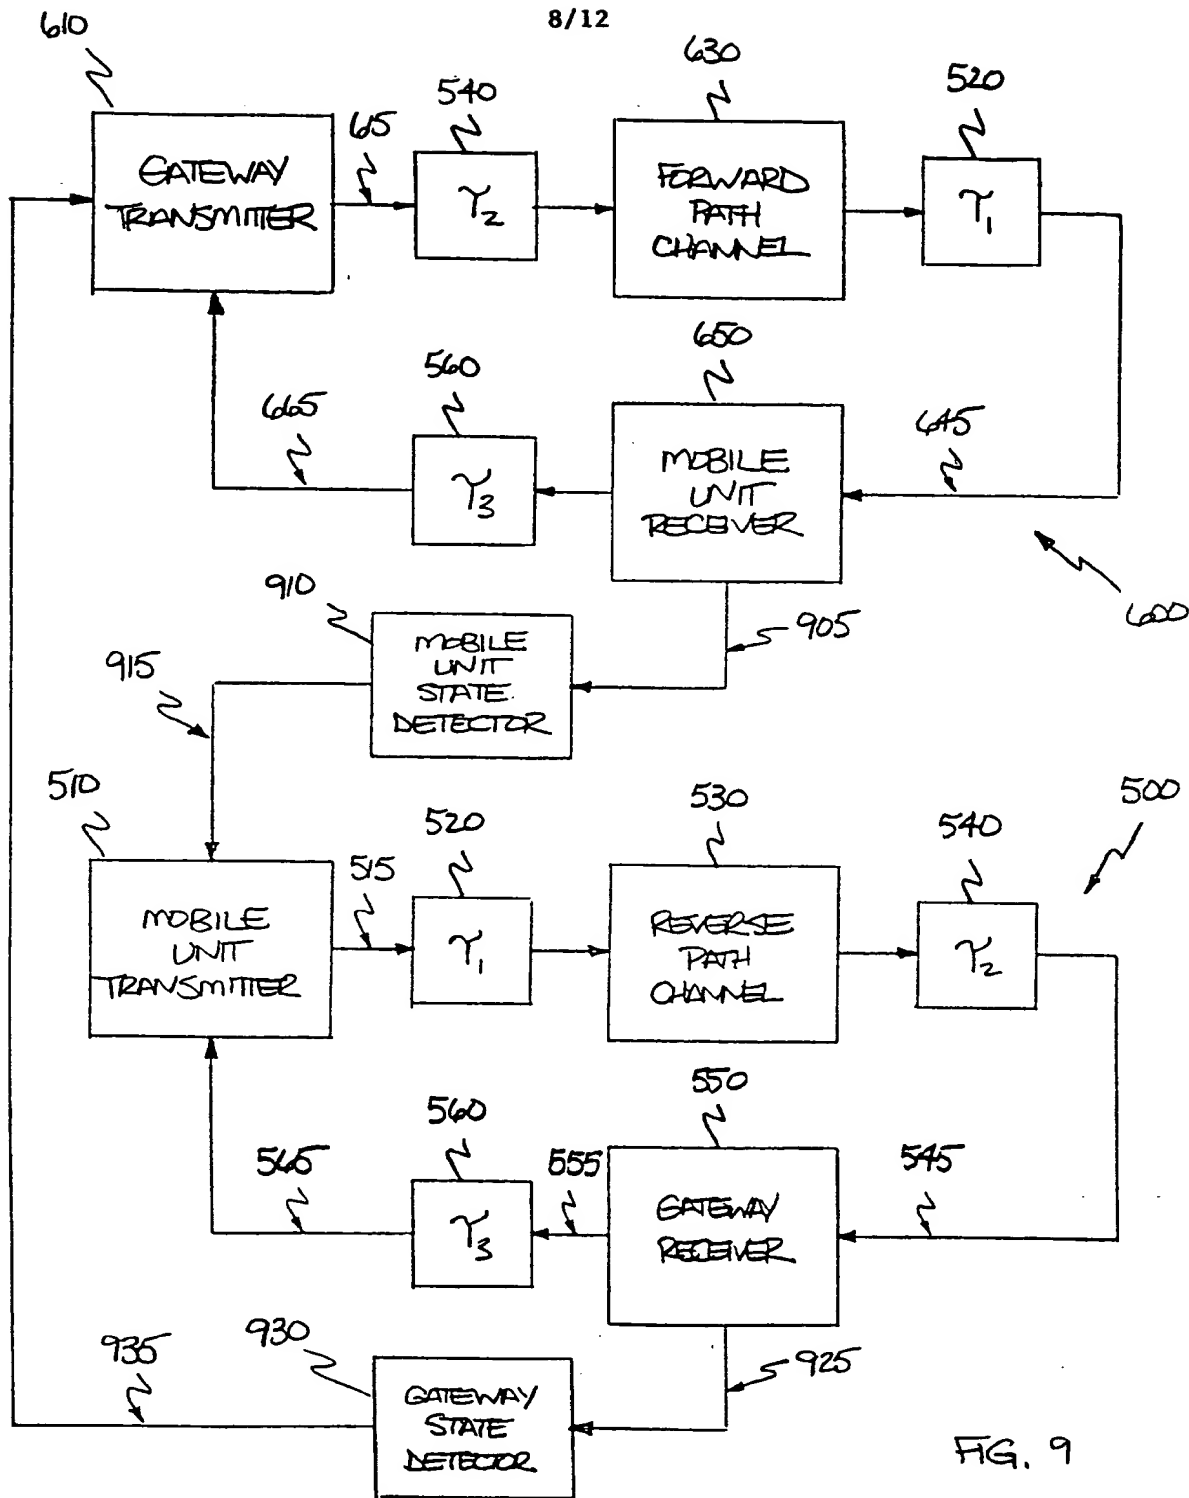 8/12
610
540
630
520
GATEWAY
TRANSMITTER
615
τ2
FORWARD
PATH
CHANNEL
τ1
650
560
665
645
τ3
MOBILE
UNIT
RECEIVER
600
910
905
MOBILE
UNIT
STATE
DETECTOR
915
510
520
530
540
500
515
MOBILE
UNIT
TRANSMITTER
τ1
REVERSE
PATH
CHANNEL
τ2
550
560
565
555
545
τ3
GATEWAY
RECEIVER
930
935
925
GATEWAY
STATE
DETECTOR
FIG. 9